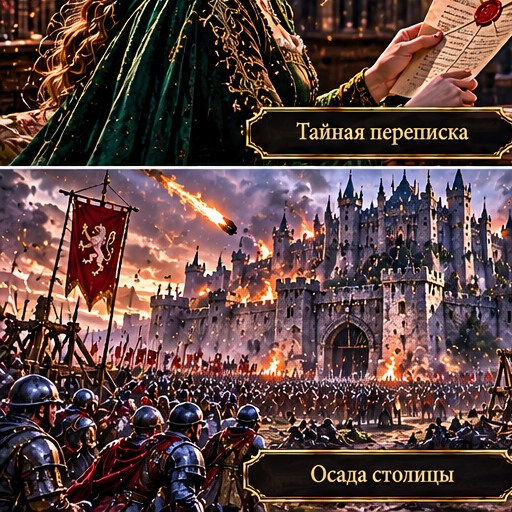 Тайная переписка
Осада столицы